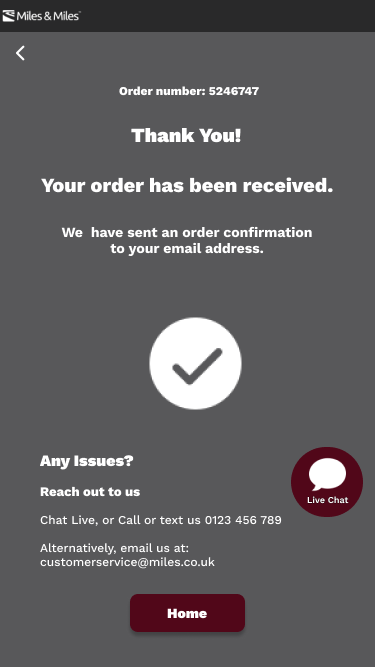 Miles & Miles
Order number: 5246747
Thank You!
Your order has been received.
We have sent an order confirmation
to your email address.
Any Issues?
Reach out to us
Live Chat
Chat Live, or Call or text us 0123 456 789
Alternatively, email us at:
customerservice@miles.co.uk
Home